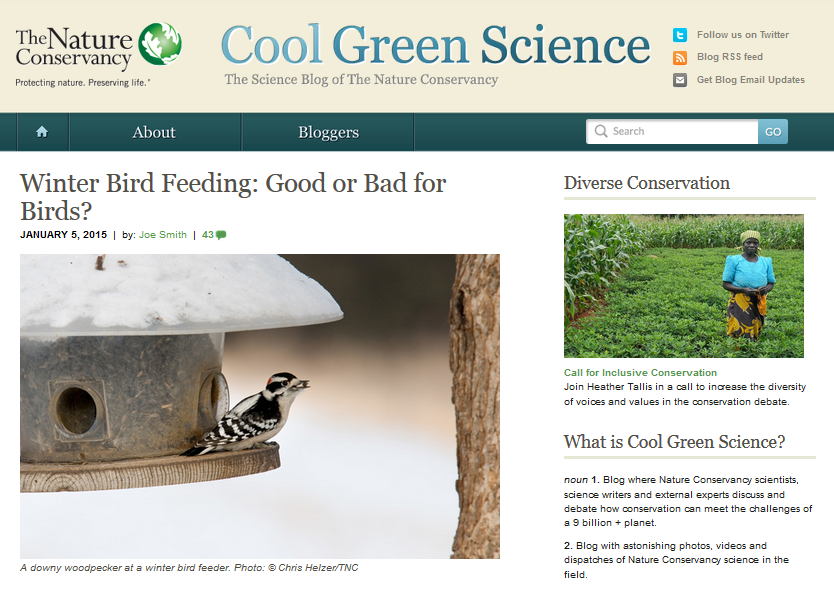 The Nature
Conservancy
Protecting nature. Preserving life.®
Cool Green Science
The Science Blog of The Nature Conservancy
Follow us on Twitter
Blog RSS feed
Get Blog Email Updates
About
Bloggers
Search
GO
Winter Bird Feeding: Good or Bad for
Birds?
JANUARY 5, 2015 | by: Joe Smith | 43
A downy woodpecker at a winter bird feeder. Photo: © Chris Helzer/TNC
Diverse Conservation
Call for Inclusive Conservation
Join Heather Tallis in a call to increase the diversity
of voices and values in the conservation debate.
What is Cool Green Science?
noun 1. Blog where Nature Conservancy scientists,
science writers and external experts discuss and
debate how conservation can meet the challenges of
a 9 billion + planet.
2. Blog with astonishing photos, videos and
dispatches of Nature Conservancy science in the
field.